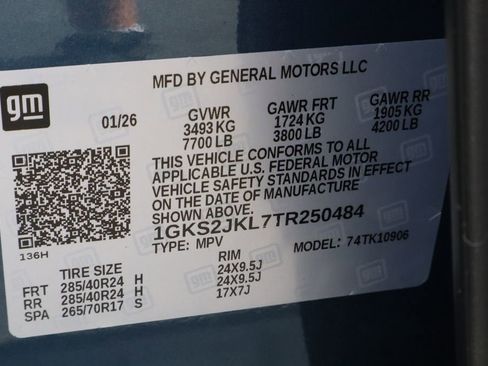 MFD BY GENERAL MOTORS LLC
gm
01/26
GVWR GAWR FRT GAWR RR
3493 KG 1724 KG 1905 KG
7700 LB 3800 LB 4200 LB
THIS VEHICLE CONFORMS TO ALL
APPLICABLE U.S. FEDERAL MOTOR
VEHICLE SAFETY STANDARDS IN EFFECT
ON THE DATE OF MANUFACTURE
SHOWN ABOVE.
1GKS2JKL7TR250484
TYPE: MPV MODEL: 74TK10906
136H
TIRE SIZE RIM
FRT 285/40R24 H 24X9.5J
RR 285/40R24 H 24X9.5J
SPA 265/70R17 S 17X7J